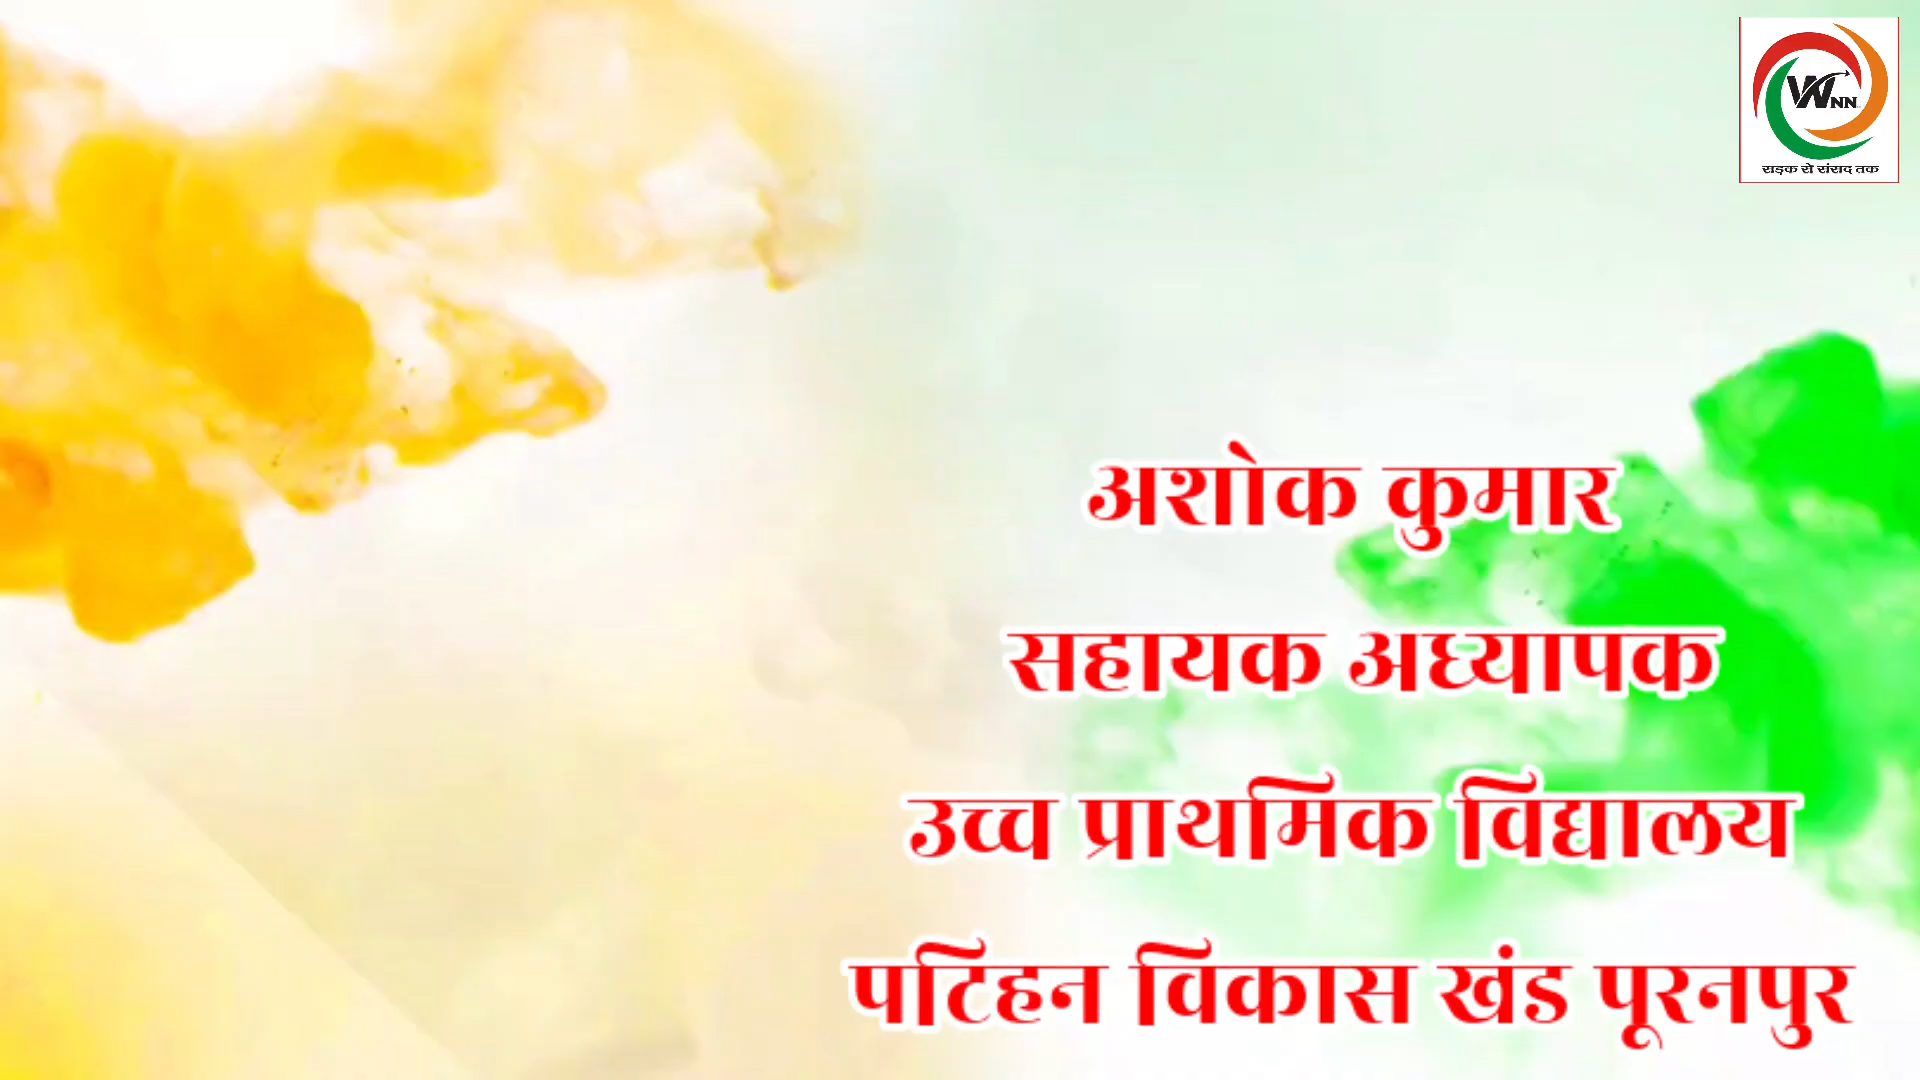 WNN
सड़क से संसद तक
अशोक कुमार
सहायक अध्यापक
उच्च प्राथमिक विद्यालय
पटिहन विकास खंड पूरनपुर